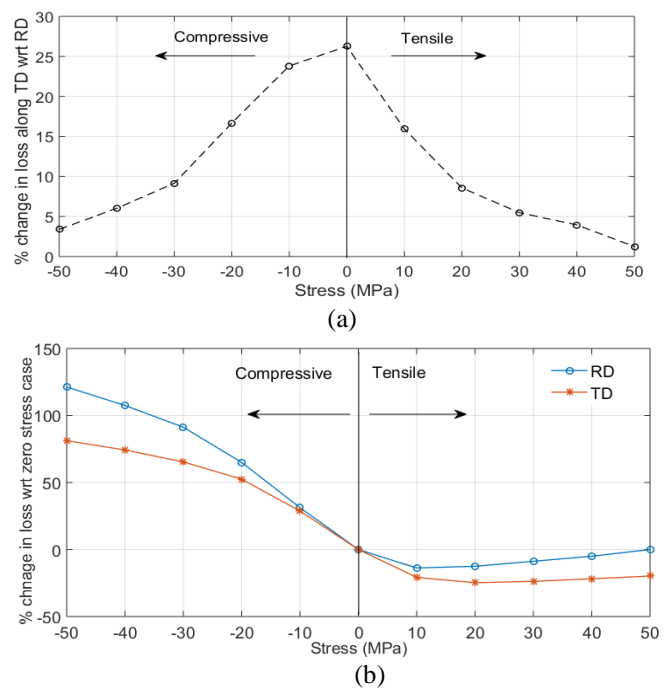 % change in loss along TD wrt RD
30
25
20
15
10
5
0
Compressive
Tensile
-50 -40 -30 -20 -10 0 10 20 30 40 50
Stress (MPa)
(a)
% chnage in loss wrt zero stress case
150
100
50
0
-50
Compressive
Tensile
RD
TD
-50 -40 -30 -20 -10 0 10 20 30 40 50
Stress (MPa)
(b)